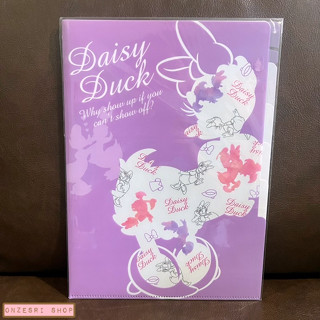 Daisy
Duck
Why show up if you
can't show off?
Daisy
Duck
Daisy
Duck
Daisy
Duck
ONZESRI SHOP